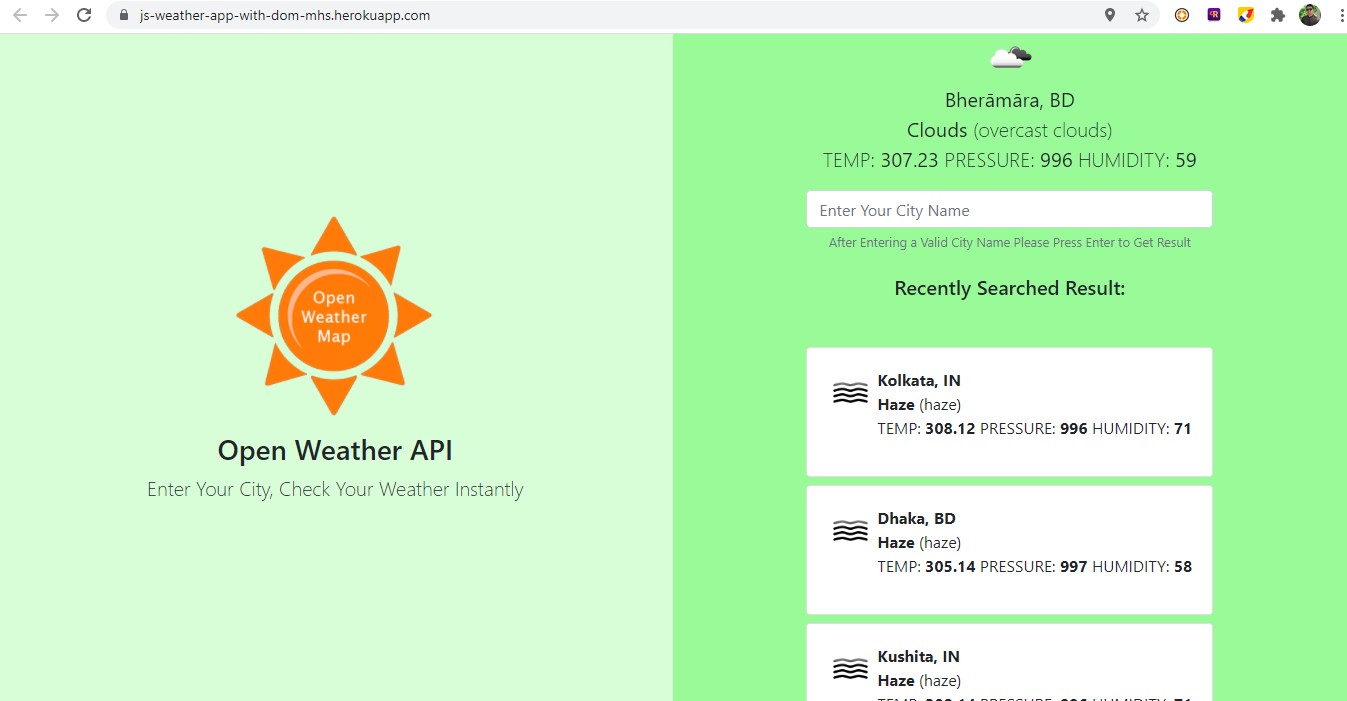 js-weather-app-with-dom-mhs.herokuapp.com
Open
Weather
Map
Open Weather API
Enter Your City, Check Your Weather Instantly
Bherāmāra, BD
Clouds (overcast clouds)
TEMP: 307.23 PRESSURE: 996 HUMIDITY: 59
Enter Your City Name
After Entering a Valid City Name Please Press Enter to Get Result
Recently Searched Result:
Kolkata, IN
Haze (haze)
TEMP: 308.12 PRESSURE: 996 HUMIDITY: 71
Dhaka, BD
Haze (haze)
TEMP: 305.14 PRESSURE: 997 HUMIDITY: 58
Kushita, IN
Haze (haze)